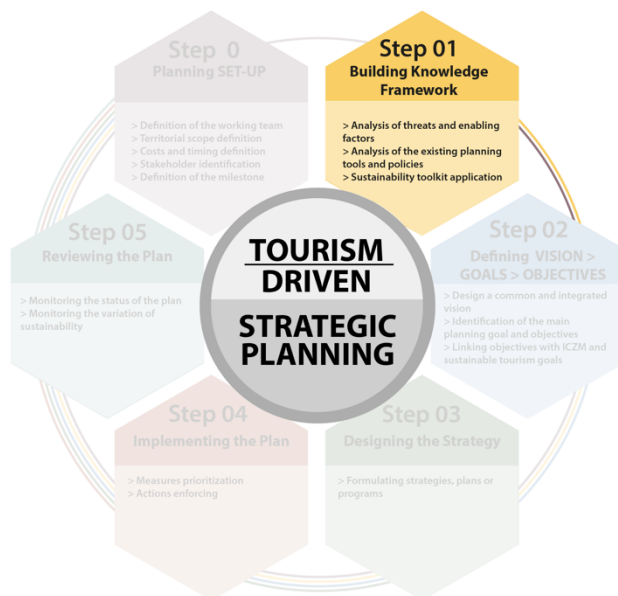 Step 0
Planning SET-UP
> Definition of the working team
> Territorial scope definition
> Costs and timing definition
> Stakeholder identification
> Definition of the milestone
Step 01
Building Knowledge
Framework
> Analysis of threats and enabling
factors
> Analysis of the existing planning
tools and policies
> Sustainability toolkit application
Step 05
Reviewing the Plan
> Monitoring the status of the plan
> Monitoring the variation of
sustainability
TOURISM
DRIVEN
STRATEGIC
PLANNING
Step 02
Defining VISION >
GOALS > OBJECTIVES
> Design a common and integrated
vision
> Identification of the main
planning goal and objectives
> Linking objectives with ICZM and
sustainable tourism goals
Step 04
Implementing the Plan
> Measures prioritization
> Actions enforcing
Step 03
Designing the Strategy
> Formulating strategies, plans or
programs